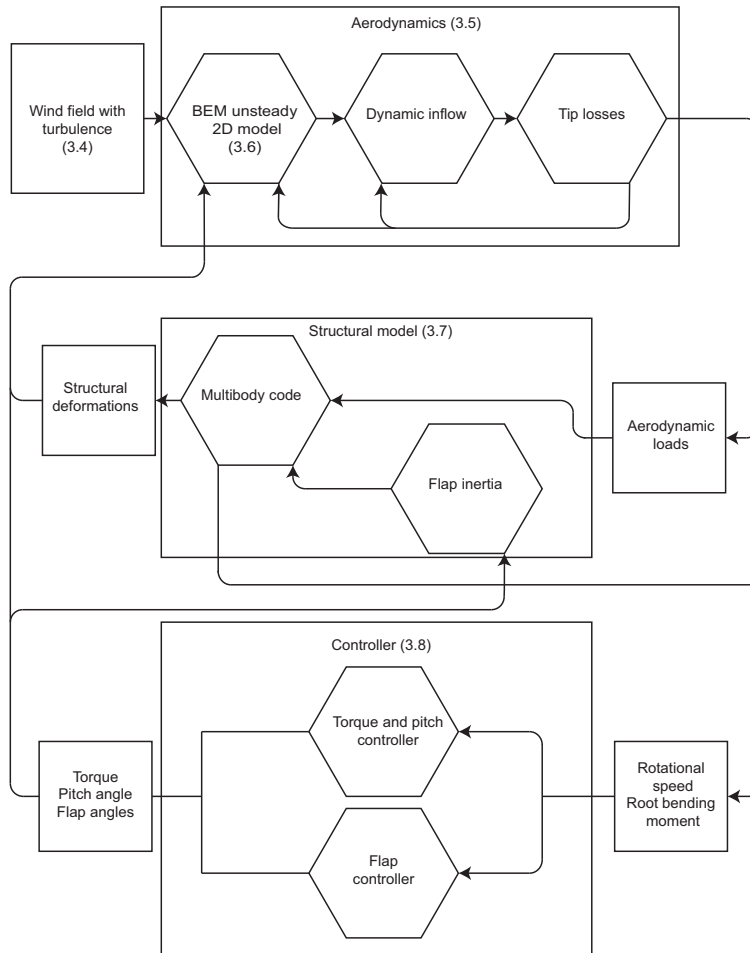 Aerodynamics (3.5)
Wind field with
turbulence
(3.4)
BEM unsteady
2D model
(3.6)
Dynamic inflow
Tip losses
Structural model (3.7)
Structural
deformations
Multibody code
Flap inertia
Aerodynamic
loads
Controller (3.8)
Torque and pitch
controller
Torque
Pitch angle
Flap angles
Flap
controller
Rotational
speed
Root bending
moment